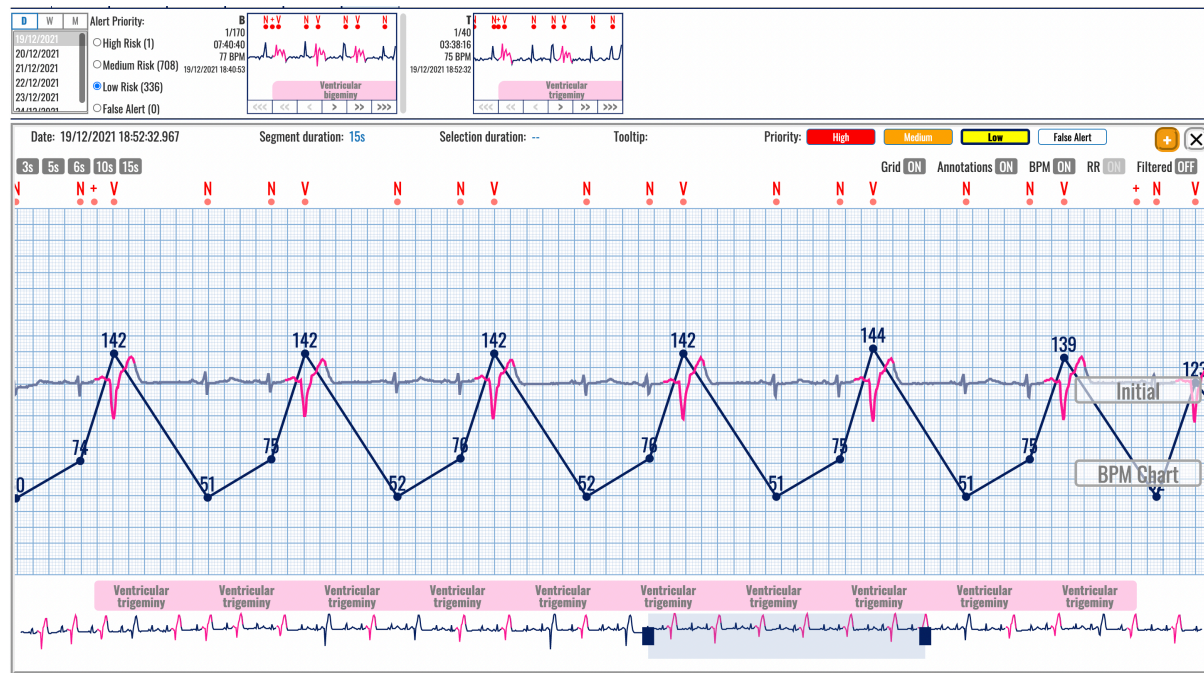 D W M Alert Priority:
19/12/2021
20/12/2021
21/12/2021
22/12/2021
23/12/2021
24/12/2021
High Risk (1)
Medium Risk (708)
Low Risk (336)
False Alert (0)
B
1/170
07:40:40
77 BPM
19/12/2021 18:40:53
N + V N V N V N
Ventricular
bigeminy
<<< << < > >> >>>
T
1/40
03:38:16
75 BPM
19/12/2021 18:52:32
N N + V N N V N N
Ventricular
trigeminy
<<< << < > >> >>>
Date: 19/12/2021 18:52:32.967 Segment duration: 15s Selection duration: -- Tooltip: Priority: High Medium Low False Alert + X
3s 5s 6s 10s 15s Grid ON Annotations ON BPM ON RR ON Filtered OFF
N N + V N V N N V N N V N N V N N V + N V
142 142 142 142 144 139 123
Initial
74 75 76 76 75 75
BPM Chart
0 51 52 52 51 51
Ventricular Ventricular Ventricular Ventricular Ventricular Ventricular Ventricular Ventricular Ventricular Ventricular
trigeminy trigeminy trigeminy trigeminy trigeminy trigeminy trigeminy trigeminy trigeminy trigeminy